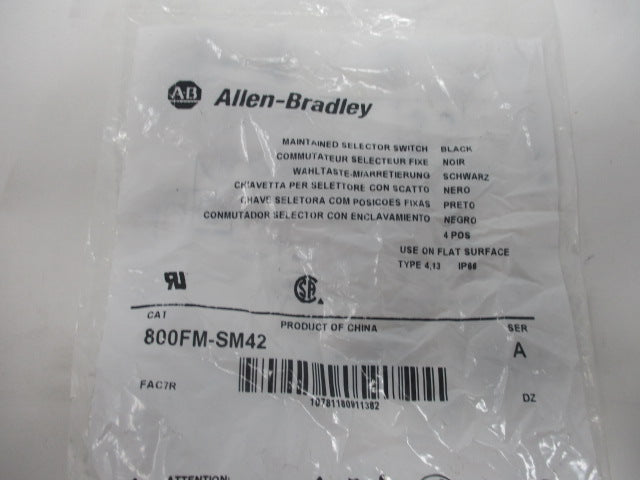 AB Allen-Bradley
MAINTAINED SELECTOR SWITCH BLACK
COMMUTATEUR SELECTEUR FIXE NOIR
WAHLTASTE-M/ARRETIERUNG SCHWARZ
CHIAVETTA PER SELETTORE CON SCATTO NERO
CHAVE SELETORA COM POSICOES FIXAS PRETO
CONMUTADOR SELECTOR CON ENCLAVAMIENTO NEGRO
4 POS
USE ON FLAT SURFACE
TYPE 4,13 IP66
CAT
PRODUCT OF CHINA
SER
800FM-SM42
A
FAC7R
10781180911382
DZ
ATTENTION: